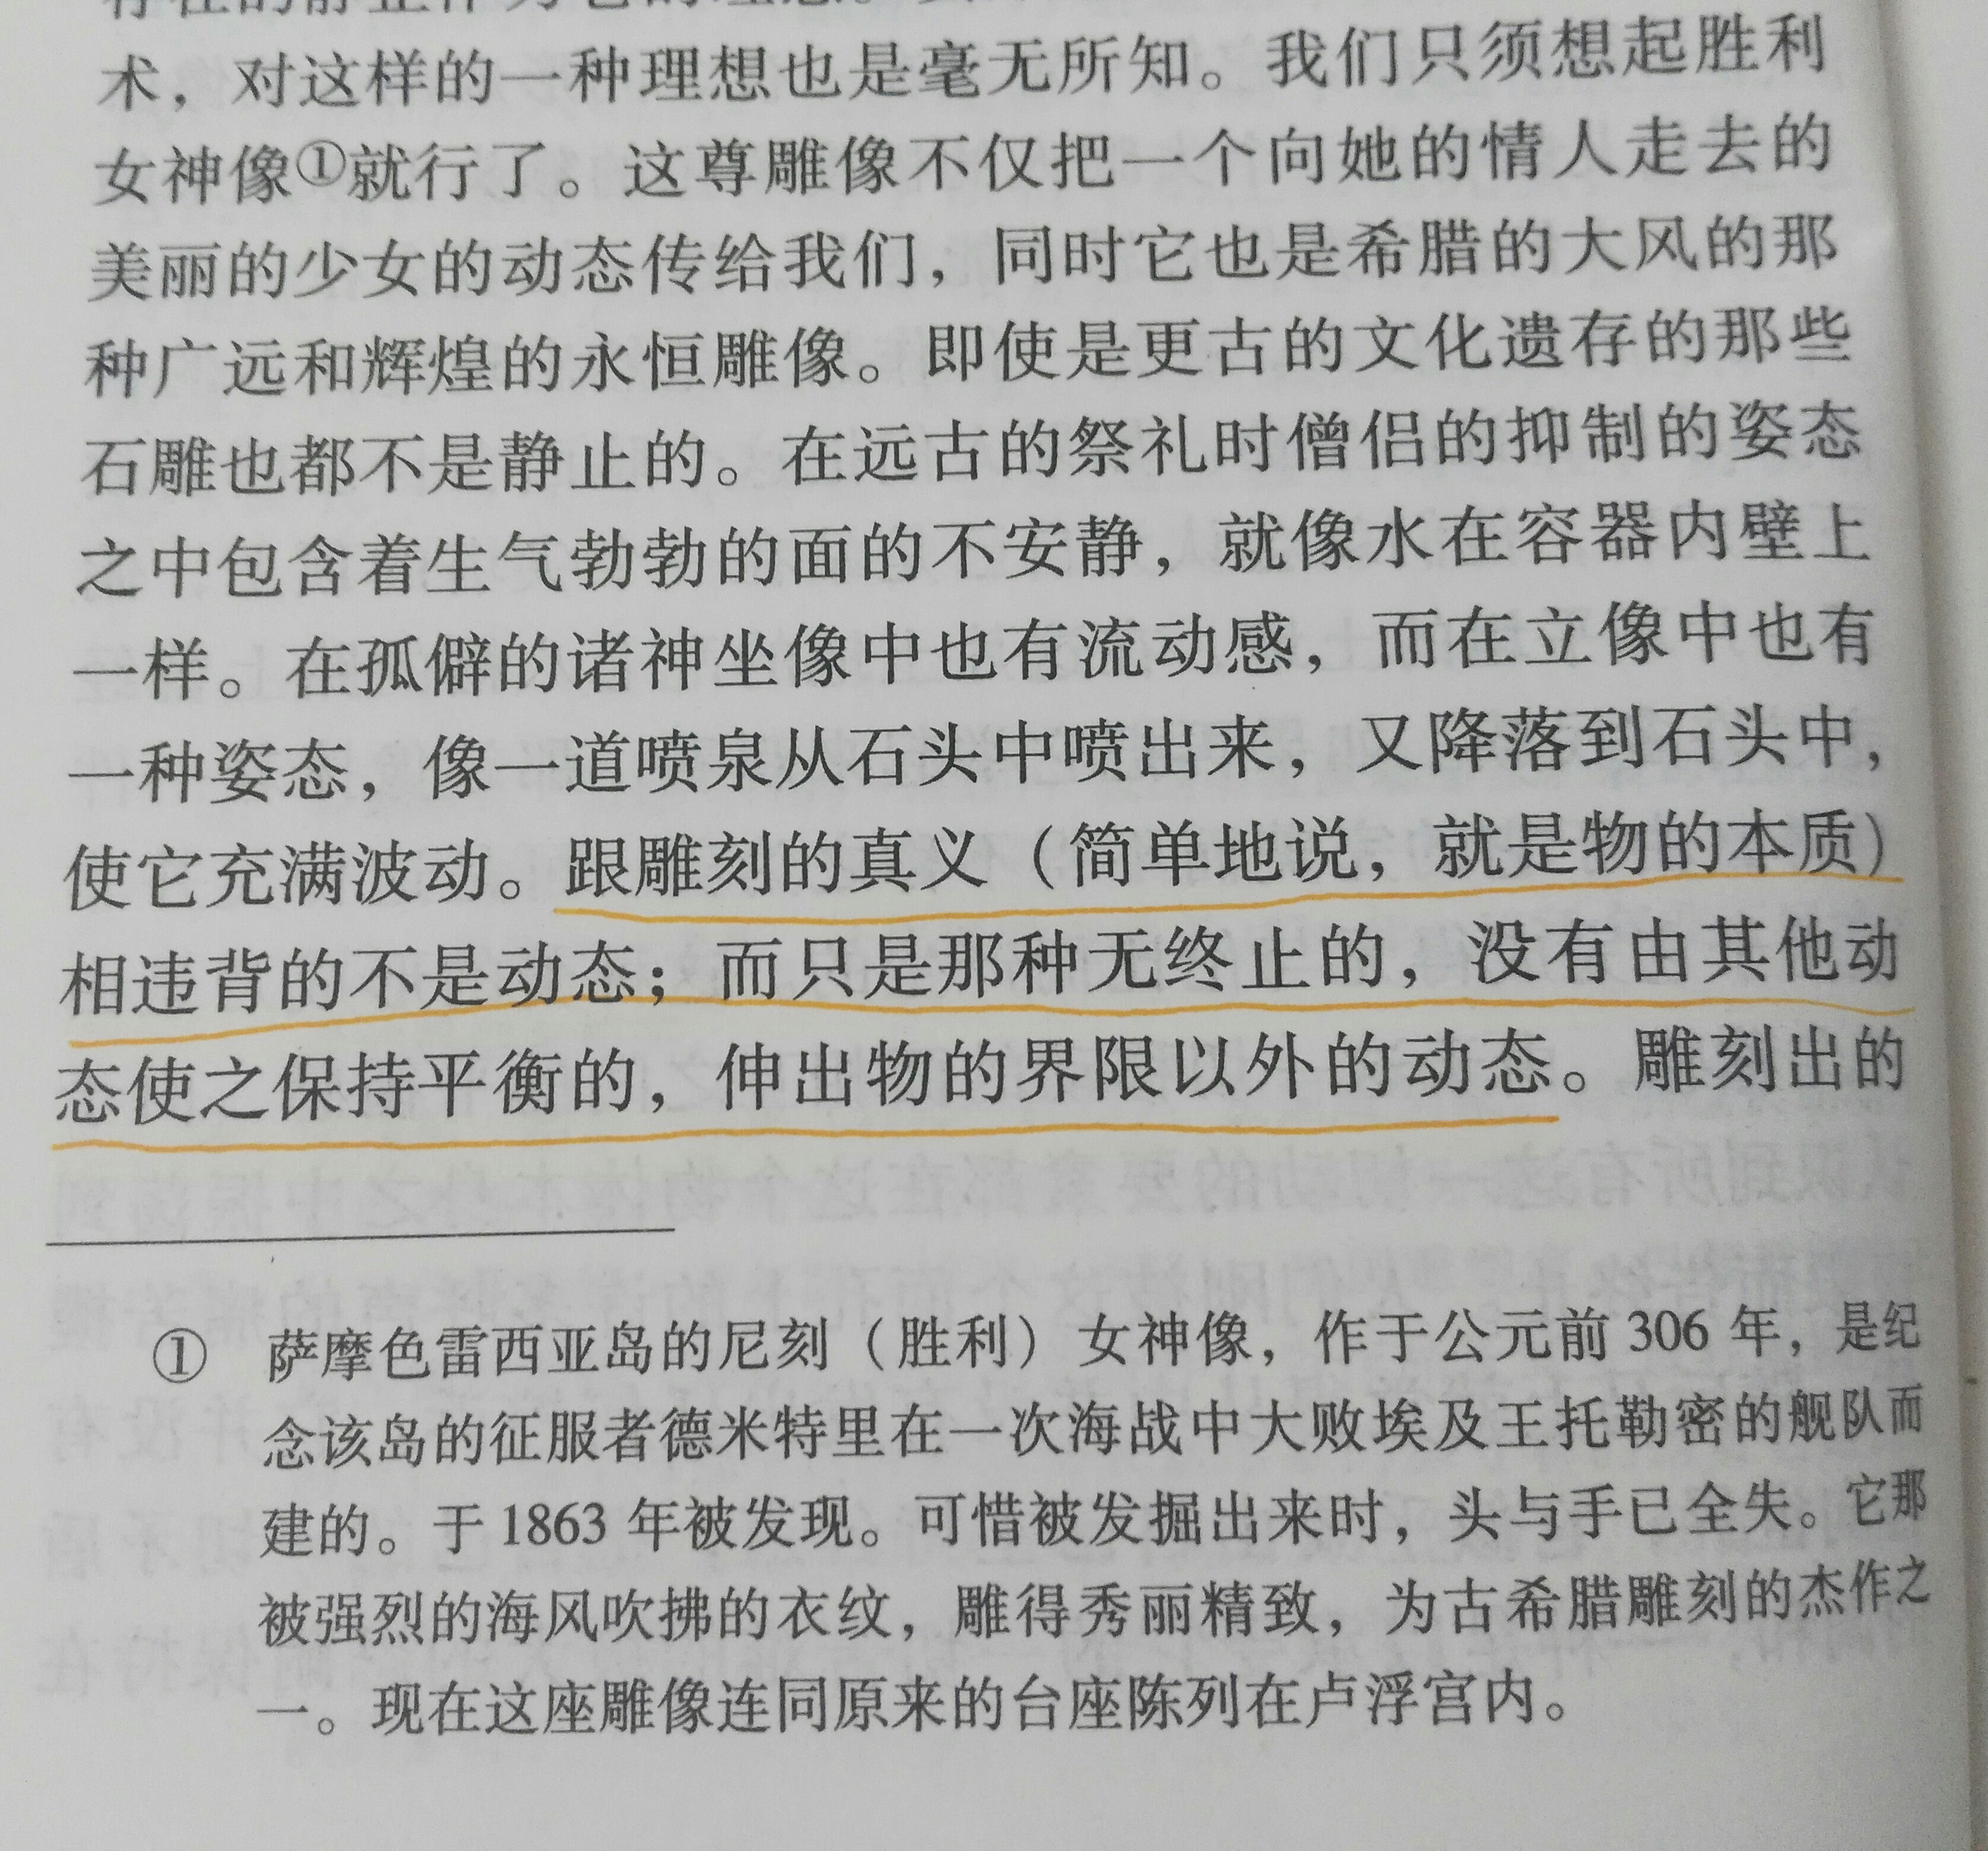 术，对这样的一种理想也是毫无所知。我们只须想起胜利
女神像①就行了。这尊雕像不仅把一个向她的情人走去的
美丽的少女的动态传给我们，同时它也是希腊的大风的那
种广远和辉煌的永恒雕像。即使是更古的文化遗存的那些
石雕也都不是静止的。在远古的祭礼时僧侣的抑制的姿态
之中包含着生气勃勃的面的不安静，就像水在容器内壁上
一样。在孤僻的诸神坐像中也有流动感，而在立像中也有
一种姿态，像一道喷泉从石头中喷出来，又降落到石头中，
使它充满波动。跟雕刻的真义（简单地说，就是物的本质）
相违背的不是动态；而只是那种无终止的，没有由其他动
态使之保持平衡的，伸出物的界限以外的动态。雕刻出的
① 萨摩色雷西亚岛的尼刻（胜利）女神像，作于公元前 306 年，是纪
念该岛的征服者德米特里在一次海战中大败埃及王托勒密的舰队而
建的。于 1863 年被发现。可惜被发掘出来时，头与手已全失。它那
被强烈的海风吹拂的衣纹，雕得秀丽精致，为古希腊雕刻的杰作之
一。现在这座雕像连同原来的台座陈列在卢浮宫内。